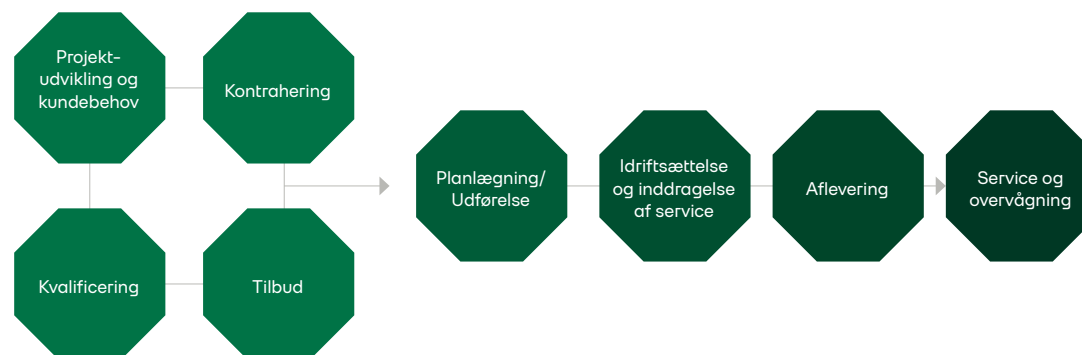 Projekt-
udvikling og
kundebehov
Kontrahering
Kvalificering
Tilbud
Planlægning/
Udførelse
Idriftsættelse
og inddragelse
af service
Aflevering
Service og
overvågning